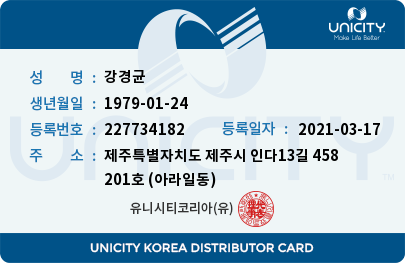 UNICITY
Make Life Better
성 명 : 강경균
생년월일 : 1979-01-24
등록번호 : 227734182 등록일자 : 2021-03-17
주 소 : 제주특별자치도 제주시 인다13길 458
201호 (아라일동)
유니시티코리아(유)
UNICITY
UNICITY KOREA DISTRIBUTOR CARD